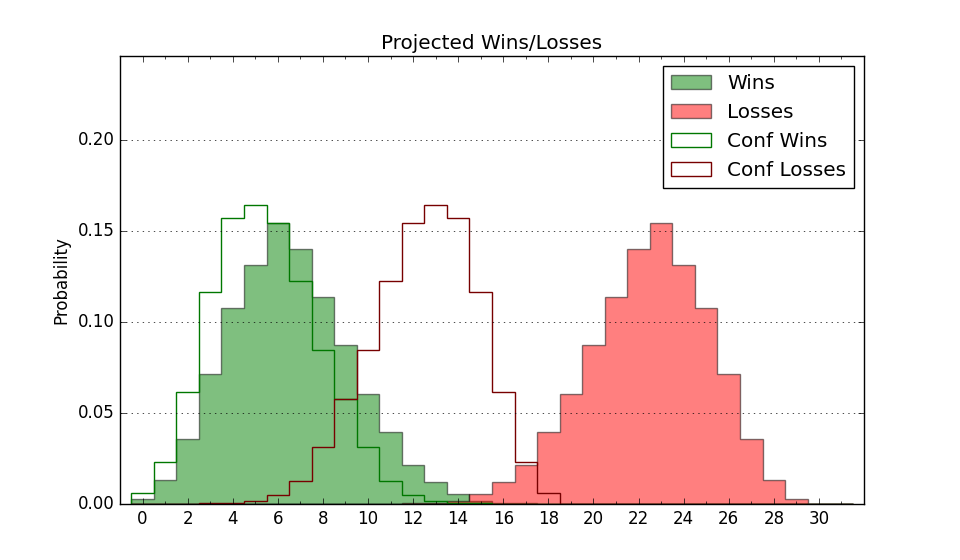 Projected Wins/Losses
Wins
Losses
Conf Wins
Conf Losses
Probability
0.20
0.15
0.10
0.05
0.00
0 2 4 6 8 10 12 14 16 18 20 22 24 26 28 30